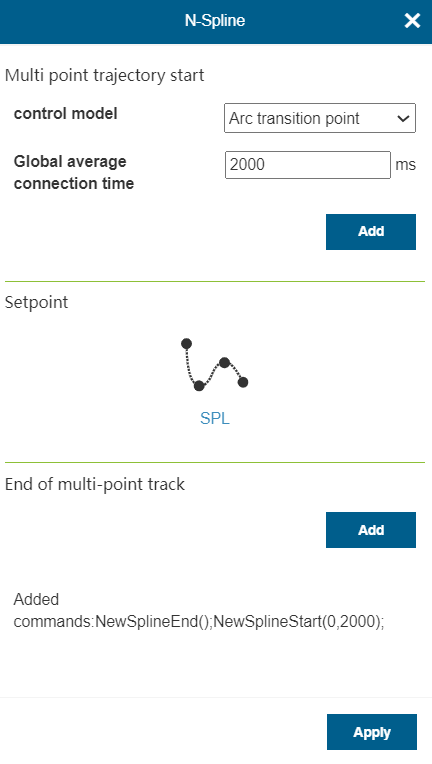 N-Spline
Multi point trajectory start
control model
Arc transition point
Global average
connection time
2000
ms
Add
Setpoint
SPL
End of multi-point track
Add
Added
commands:NewSplineEnd();NewSplineStart(0,2000);
Apply